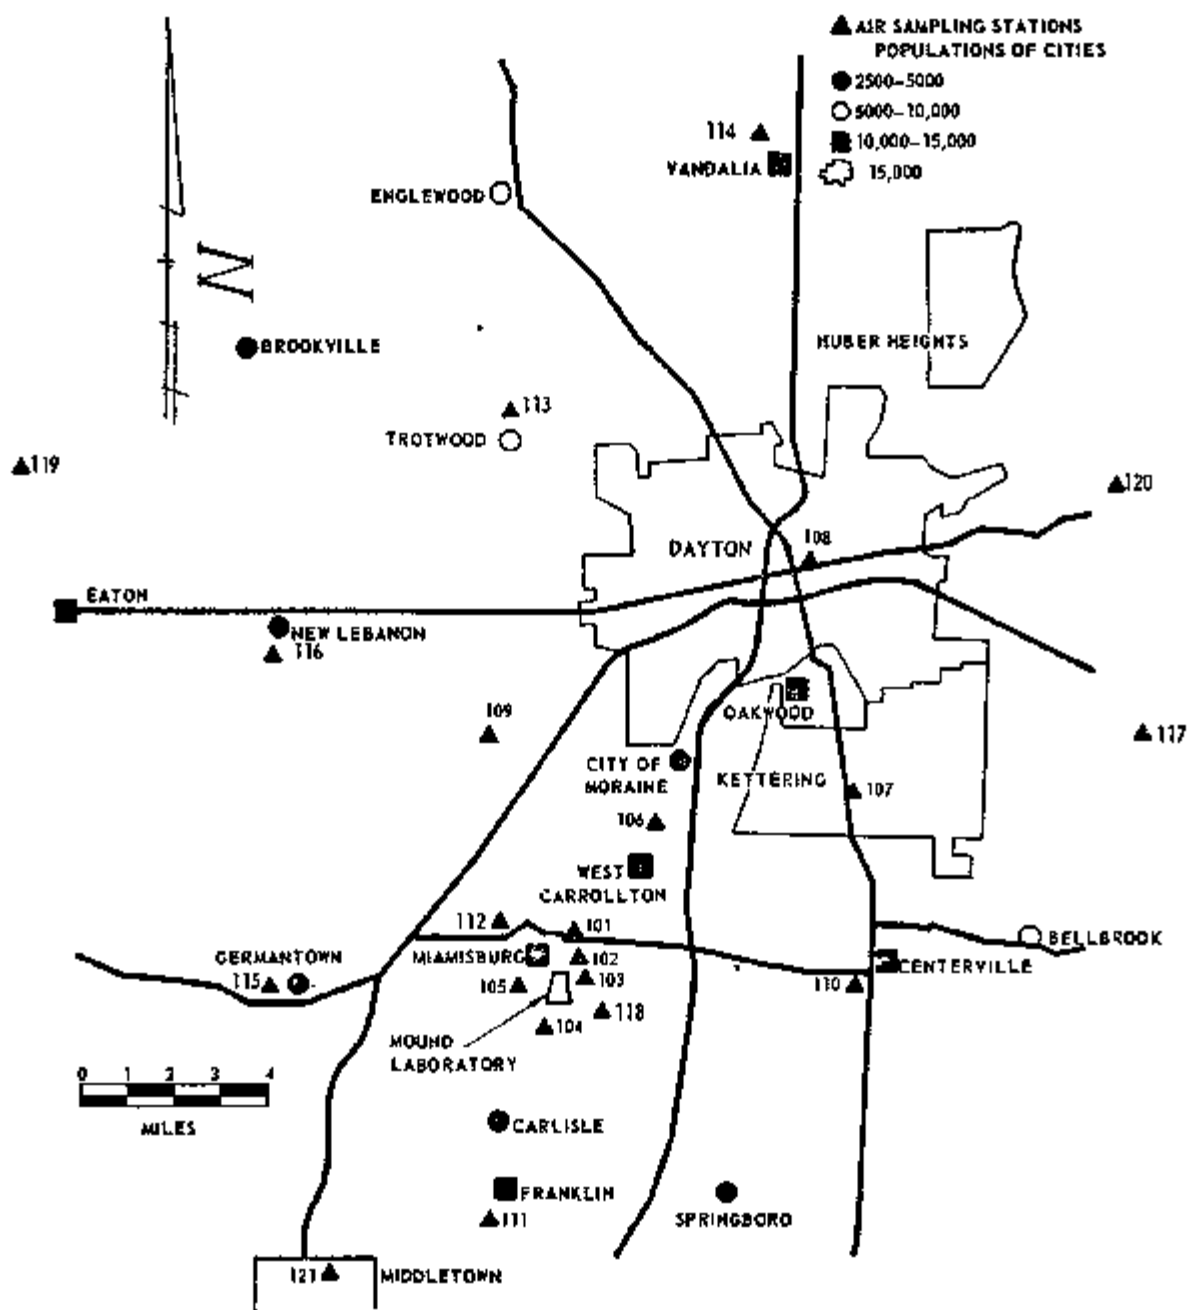 AIR SAMPLING STATIONS
POPULATIONS OF CITIES
2500–5000
5000–10,000
10,000–15,000
15,000
114
VANDALIA
ENGLEWOOD
N
HUBER HEIGHTS
BROOKVILLE
113
TROTWOOD
119
120
108
DAYTON
EATON
NEW LEBANON
116
109
OAKWOOD
117
CITY OF
MORAINE
KETTERING
107
106
WEST
CARROLLTON
112
101
BELLBROOK
GERMANTOWN
MIAMISBURG
102
CENTERVILLE
115
105
103
110
118
104
MOUND
LABORATORY
0 1 2 3 4
MILES
CARLISLE
FRANKLIN
111
SPRINGBORO
121
MIDDLETOWN